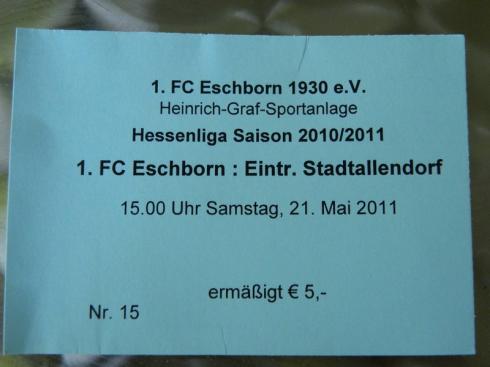 1. FC Eschborn 1930 e.V.
Heinrich-Graf-Sportanlage
Hessenliga Saison 2010/2011
1. FC Eschborn : Eintr. Stadtallendorf
15.00 Uhr Samstag, 21. Mai 2011
ermäßigt € 5,-
Nr. 15